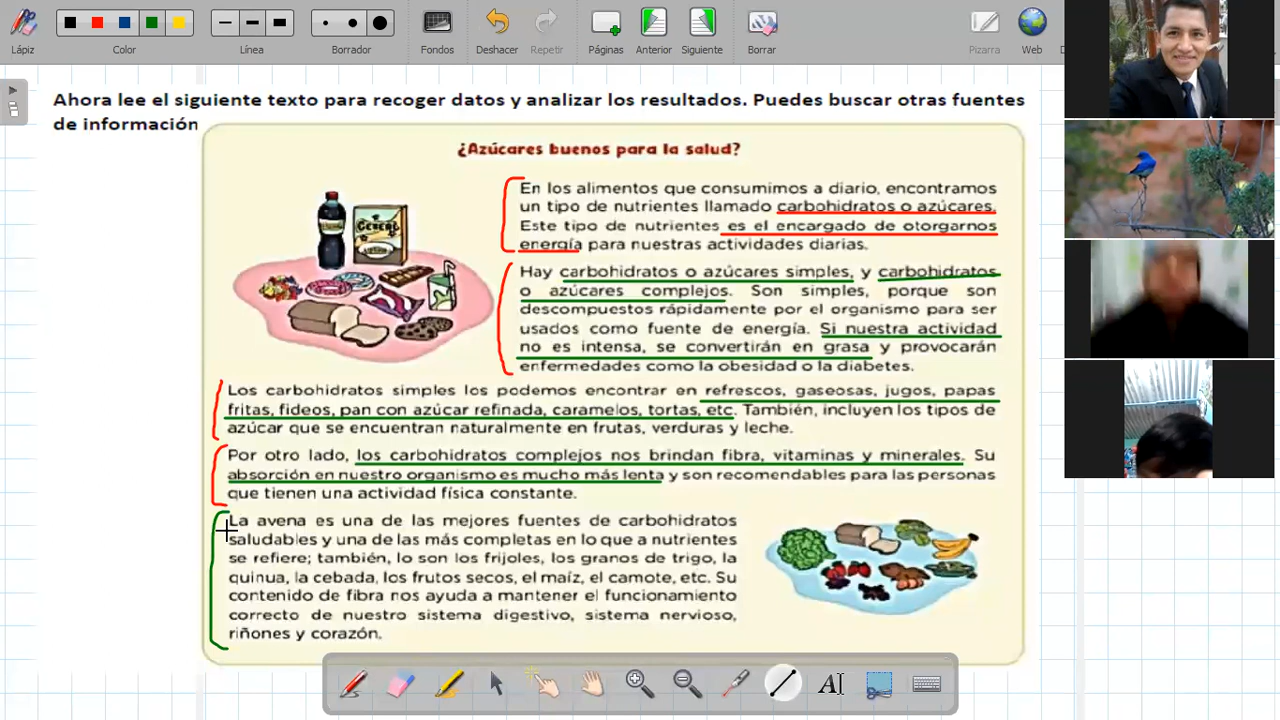 Lápiz
Color
Línea
Borrador
Fondos
Deshacer
Repetir
Páginas
Anterior
Siguiente
Borrar
Pizarra
Web
Ahora lee el siguiente texto para recoger datos y analizar los resultados. Puedes buscar otras fuentes
de información
¿Azúcares buenos para la salud?
En los alimentos que consumimos a diario, encontramos
un tipo de nutrientes llamado carbohidratos o azúcares.
Este tipo de nutrientes es el encargado de otorgarnos
energía para nuestras actividades diarias.
Hay carbohidratos o azúcares simples, y carbohidratos
o azúcares complejos. Son simples, porque son
descompuestos rápidamente por el organismo para ser
usados como fuente de energía. Si nuestra actividad
no es intensa, se convertirán en grasa y provocarán
enfermedades como la obesidad o la diabetes.
Los carbohidratos simples los podemos encontrar en refrescos, gaseosas, jugos, papas
fritas, fideos, pan con azúcar refinada, caramelos, tortas, etc. También, incluyen los tipos de
azúcar que se encuentran naturalmente en frutas, verduras y leche.
Por otro lado, los carbohidratos complejos nos brindan fibra, vitaminas y minerales. Su
absorción en nuestro organismo es mucho más lenta y son recomendables para las personas
que tienen una actividad física constante.
La avena es una de las mejores fuentes de carbohidratos
saludables y una de las más completas en lo que a nutrientes
se refiere; también, lo son los frijoles, los granos de trigo, la
quinua, la cebada, los frutos secos, el maíz, el camote, etc. Su
contenido de fibra nos ayuda a mantener el funcionamiento
correcto de nuestro sistema digestivo, sistema nervioso,
riñones y corazón.